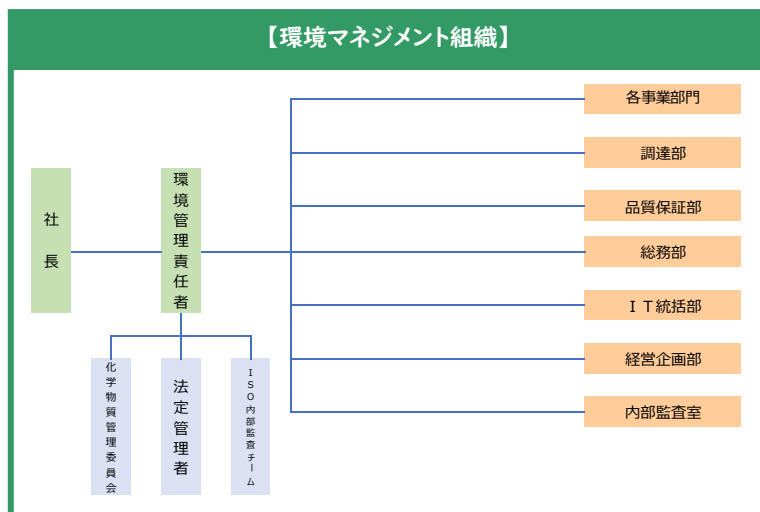 【環境マネジメント組織】
社長
環境管理責任者
各事業部門
調達部
品質保証部
総務部
ＩＴ統括部
経営企画部
内部監査室
化学物質管理委員会
法定管理者
ISO内部監査チーム